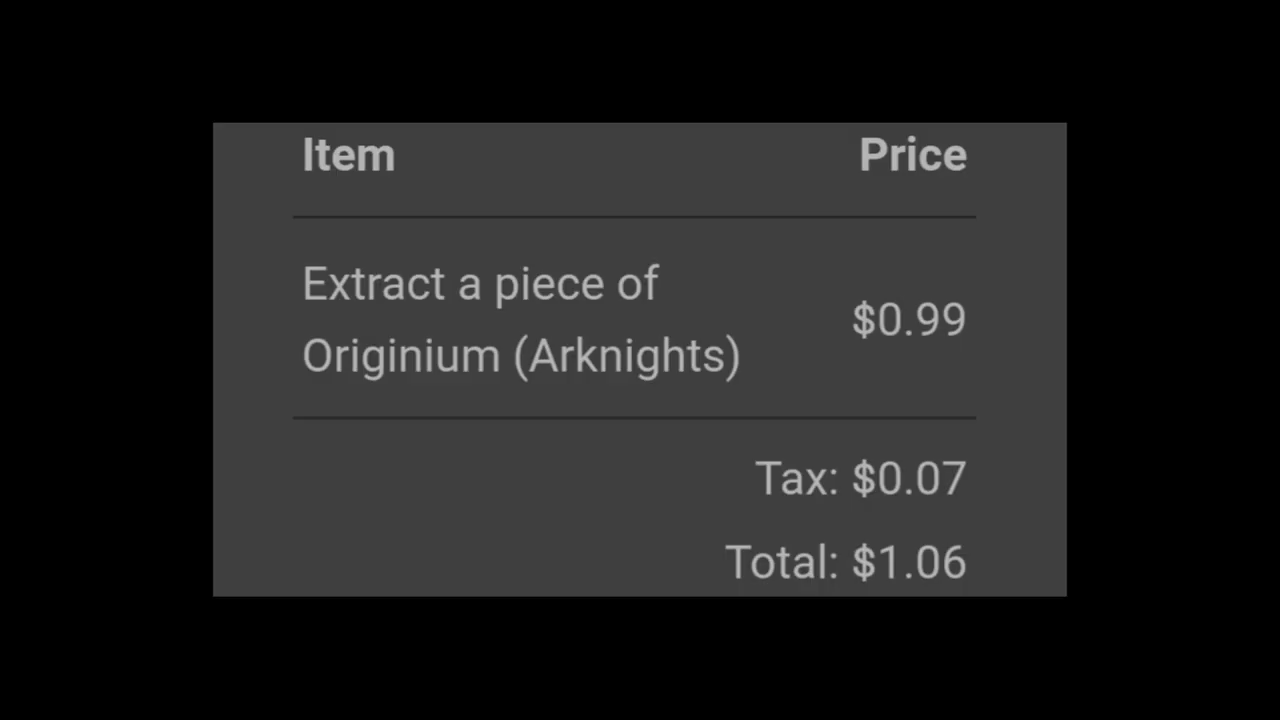 Item Price
Extract a piece of
Originium (Arknights)
$0.99
Tax: $0.07
Total: $1.06